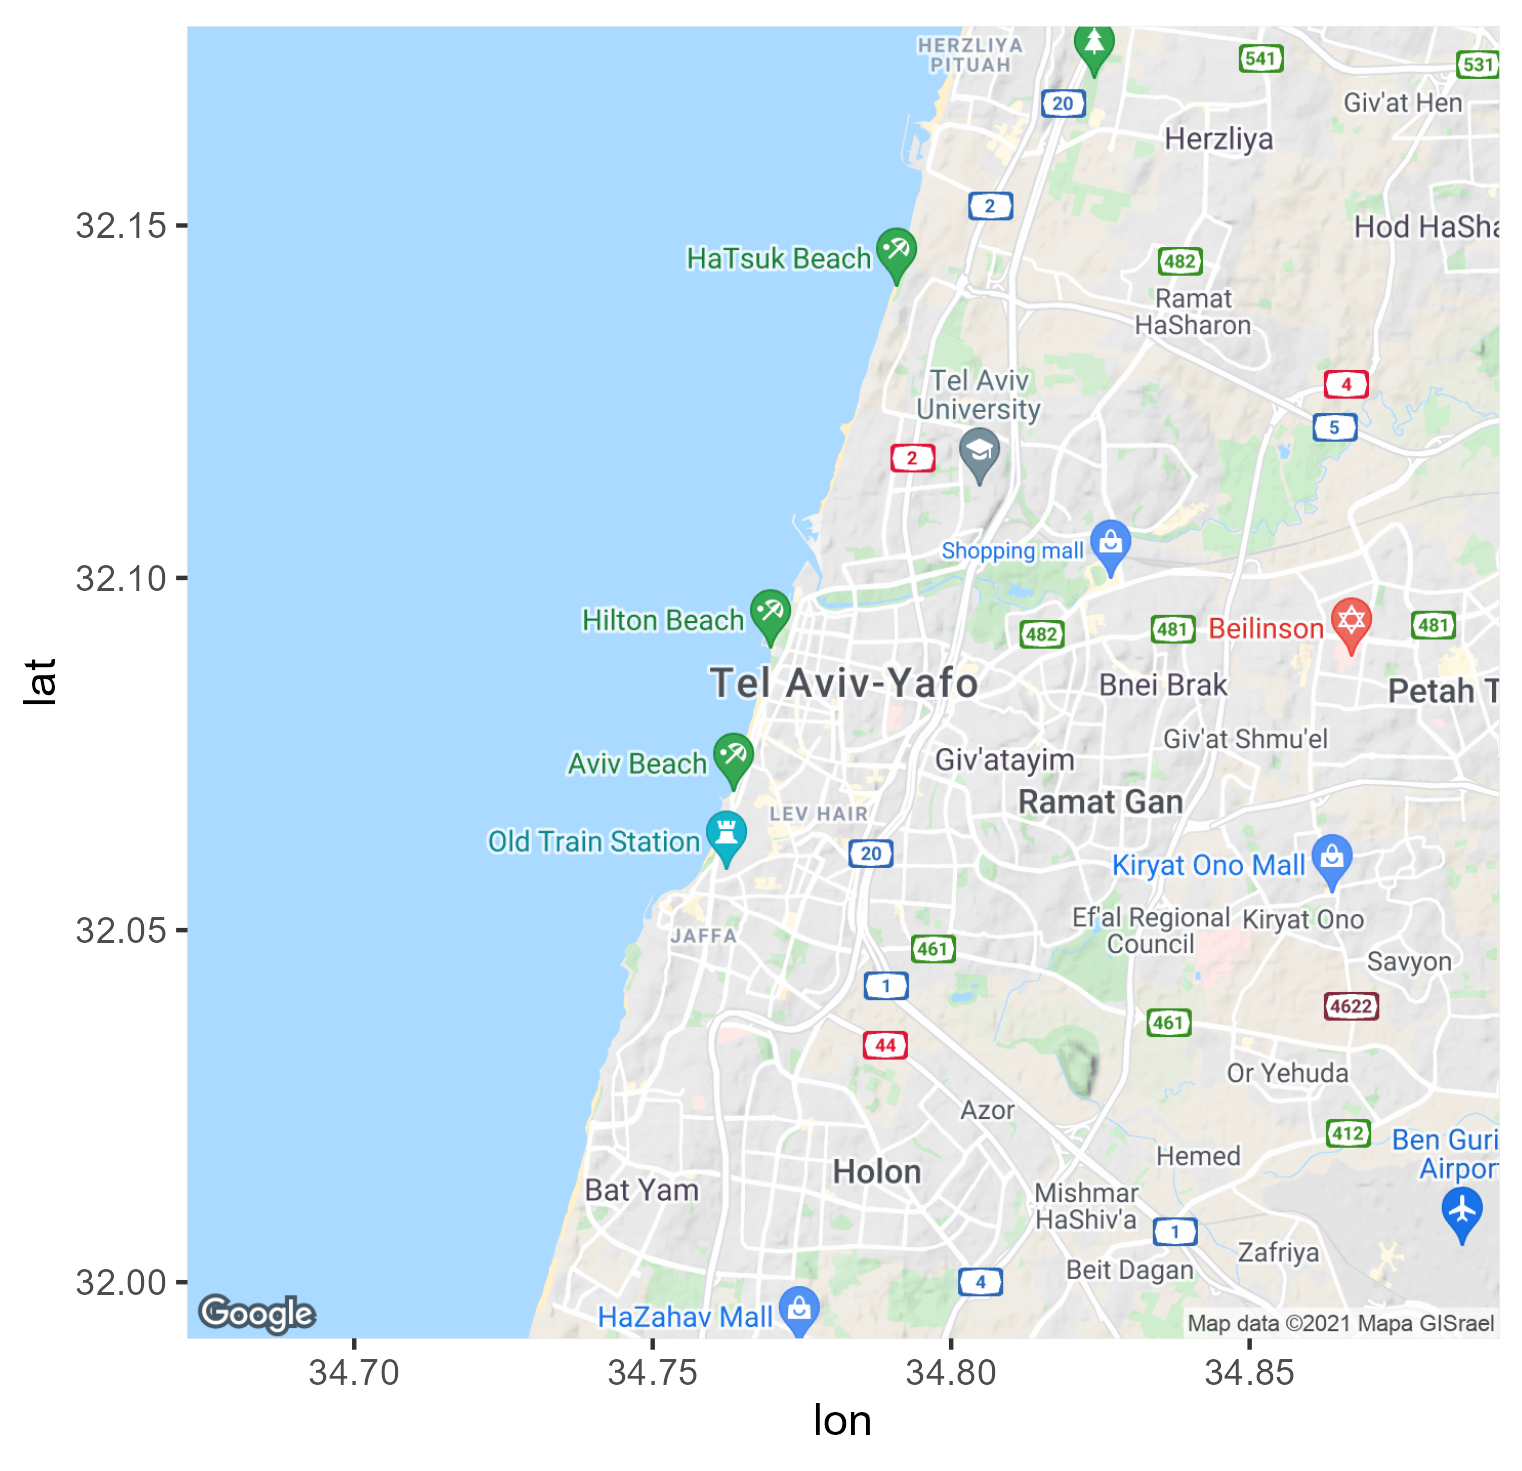 HERZLIYA
PITUAH
541
531
20
Giv'at Hen
Herzliya
2
32.15
Hod HaSha
HaTsuk Beach
482
Ramat
HaSharon
Tel Aviv
University
4
5
2
Shopping mall
32.10
Hilton Beach
482
481
Beilinson
481
Tel Aviv-Yafo
Bnei Brak
Petah T
Giv'at Shmu'el
Aviv Beach
Giv'atayim
Ramat Gan
LEV HAIR
Old Train Station
20
Kiryat Ono Mall
Ef'al Regional
Council
Kiryat Ono
32.05
JAFFA
461
Savyon
1
4622
461
44
Or Yehuda
Azor
412
Ben Guri
Airport
Hemed
Holon
Bat Yam
Mishmar
HaShiv'a
1
Zafriya
Beit Dagan
32.00
4
HaZahav Mall
Google
Map data ©2021 Mapa GISrael
34.70
34.75
34.80
34.85
lon
lat